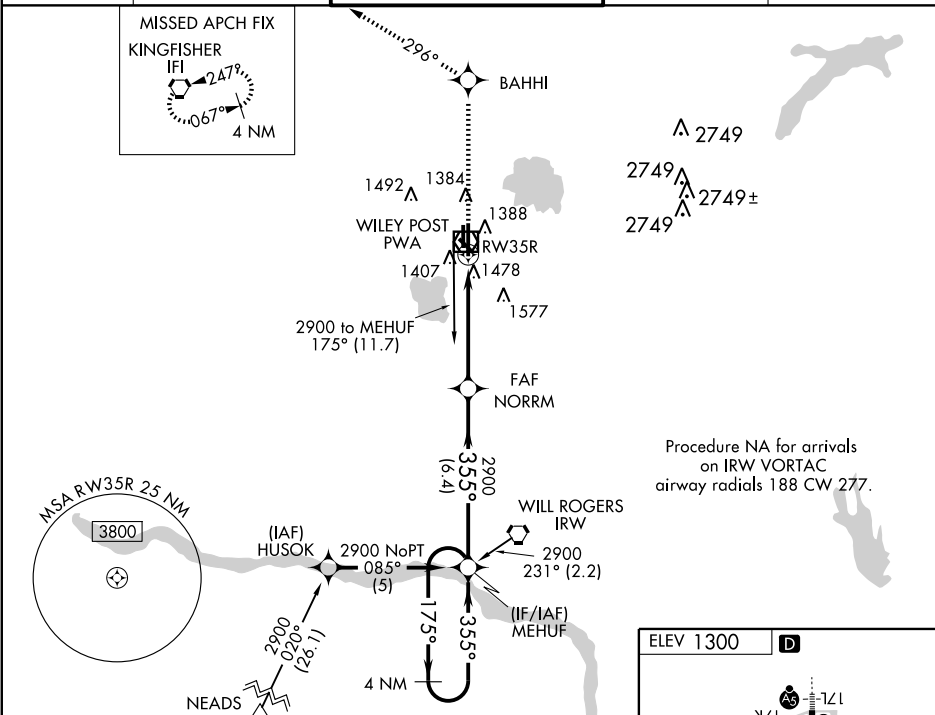 MISSED APCH FIX
KINGFISHER
IFI
247°
067°
4 NM
296°
BAHHI
2749
2749
2749±
2749
1492
1384
1388
WILEY POST
PWA
RW35R
1407
1478
1577
2900 to MEHUF
175° (11.7)
FAF
NORRM
2900
355°
(6.4)
Procedure NA for arrivals
on IRW VORTAC
airway radials 188 CW 277.
MSA RW35R 25 NM
3800
(IAF)
HUSOK
2900 NoPT
085°
(5)
WILL ROGERS
IRW
2900
231° (2.2)
(IF/IAF)
MEHUF
175°
355°
4 NM
2900
020°
(26.1)
NEADS
ELEV 1300
D
A5
17L